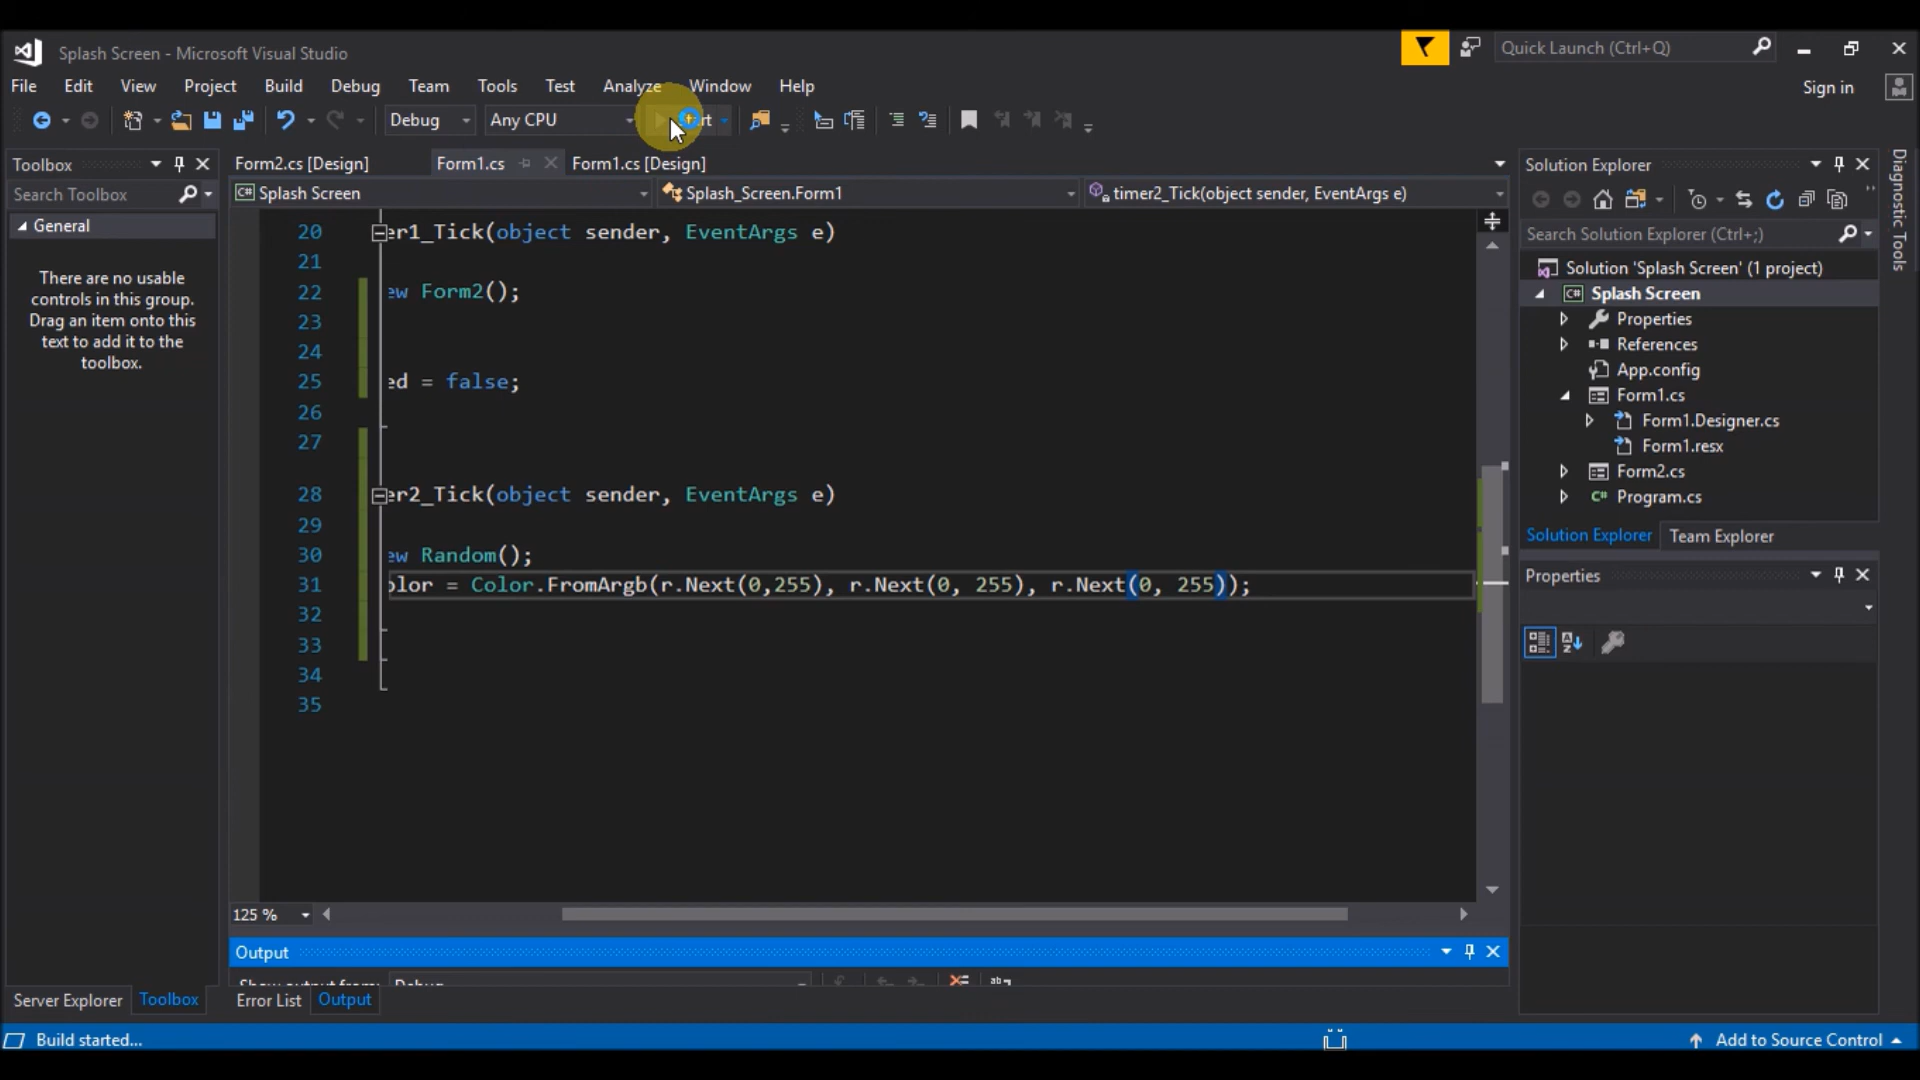 Splash Screen - Microsoft Visual Studio
Quick Launch (Ctrl+Q)
File Edit View Project Build Debug Team Tools Test Analyze Window Help
Sign in
Debug Any CPU
Toolbox
Form2.cs [Design] Form1.cs Form1.cs [Design]
Solution Explorer
Search Toolbox
Splash Screen Splash_Screen.Form1 timer2_Tick(object sender, EventArgs e)
General
There are no usable
controls in this group.
Drag an item onto this
text to add it to the
toolbox.
20 er1_Tick(object sender, EventArgs e)
21
22 ew Form2();
23
24
25 ed = false;
26
27
28 er2_Tick(object sender, EventArgs e)
29
30 ew Random();
31 olor = Color.FromArgb(r.Next(0,255), r.Next(0, 255), r.Next(0, 255));
32
33
34
35
Search Solution Explorer (Ctrl+;)
Solution 'Splash Screen' (1 project)
C# Splash Screen
Properties
References
App.config
Form1.cs
Form1.Designer.cs
Form1.resx
Form2.cs
C# Program.cs
Solution Explorer Team Explorer
Properties
Diagnostic Tools
125 %
Output
Server Explorer Toolbox
Error List Output
Build started...
Add to Source Control